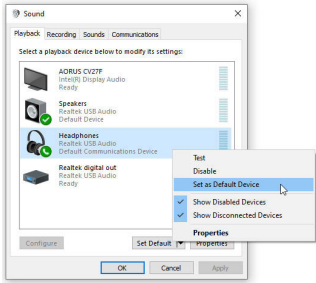 Sound
Playback Recording Sounds Communications
Select a playback device below to modify its settings:
AORUS CV27F
Intel(R) Display Audio
Ready
Speakers
Realtek USB Audio
Default Device
Headphones
Realtek USB Audio
Default Communications Device
Realtek digital out
Realtek USB Audio
Ready
Test
Disable
Set as Default Device
Show Disabled Devices
Show Disconnected Devices
Properties
Configure Set Default Properties
OK Cancel Apply